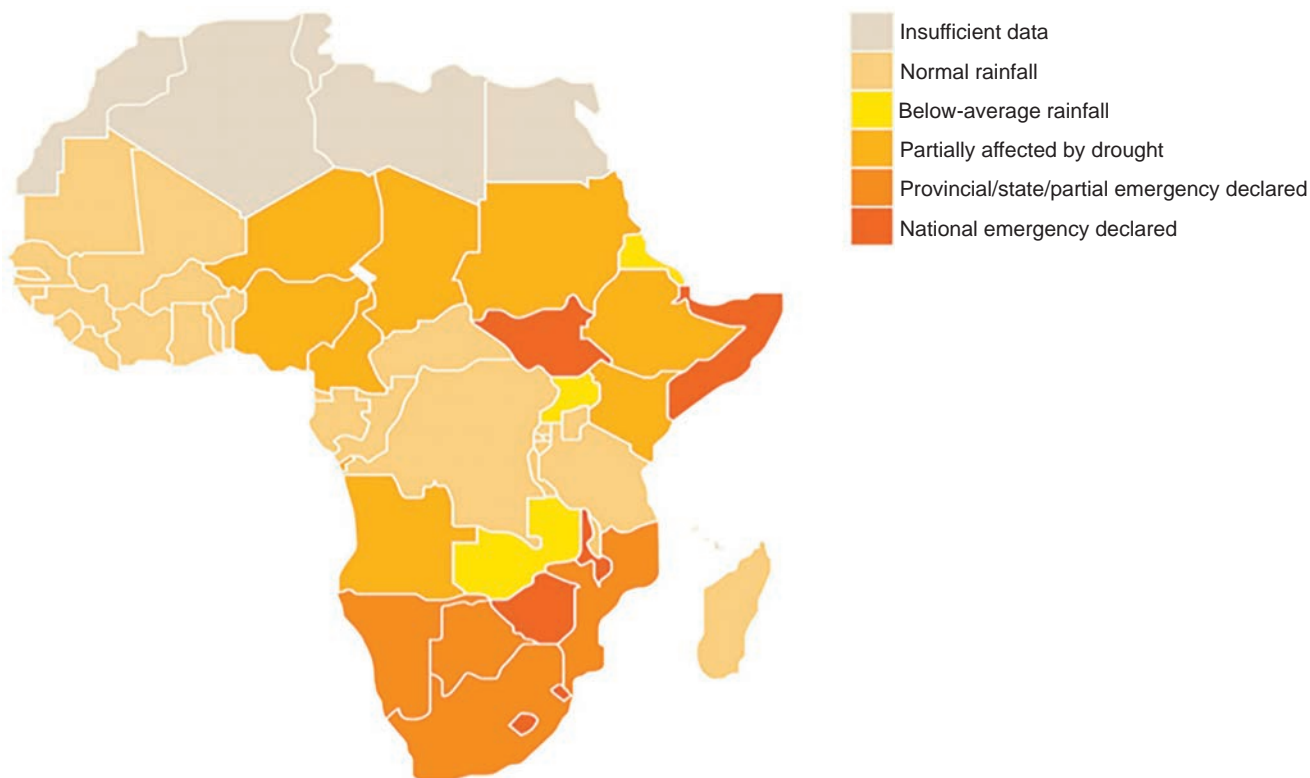 Insufficient data
Normal rainfall
Below-average rainfall
Partially affected by drought
Provincial/state/partial emergency declared
National emergency declared